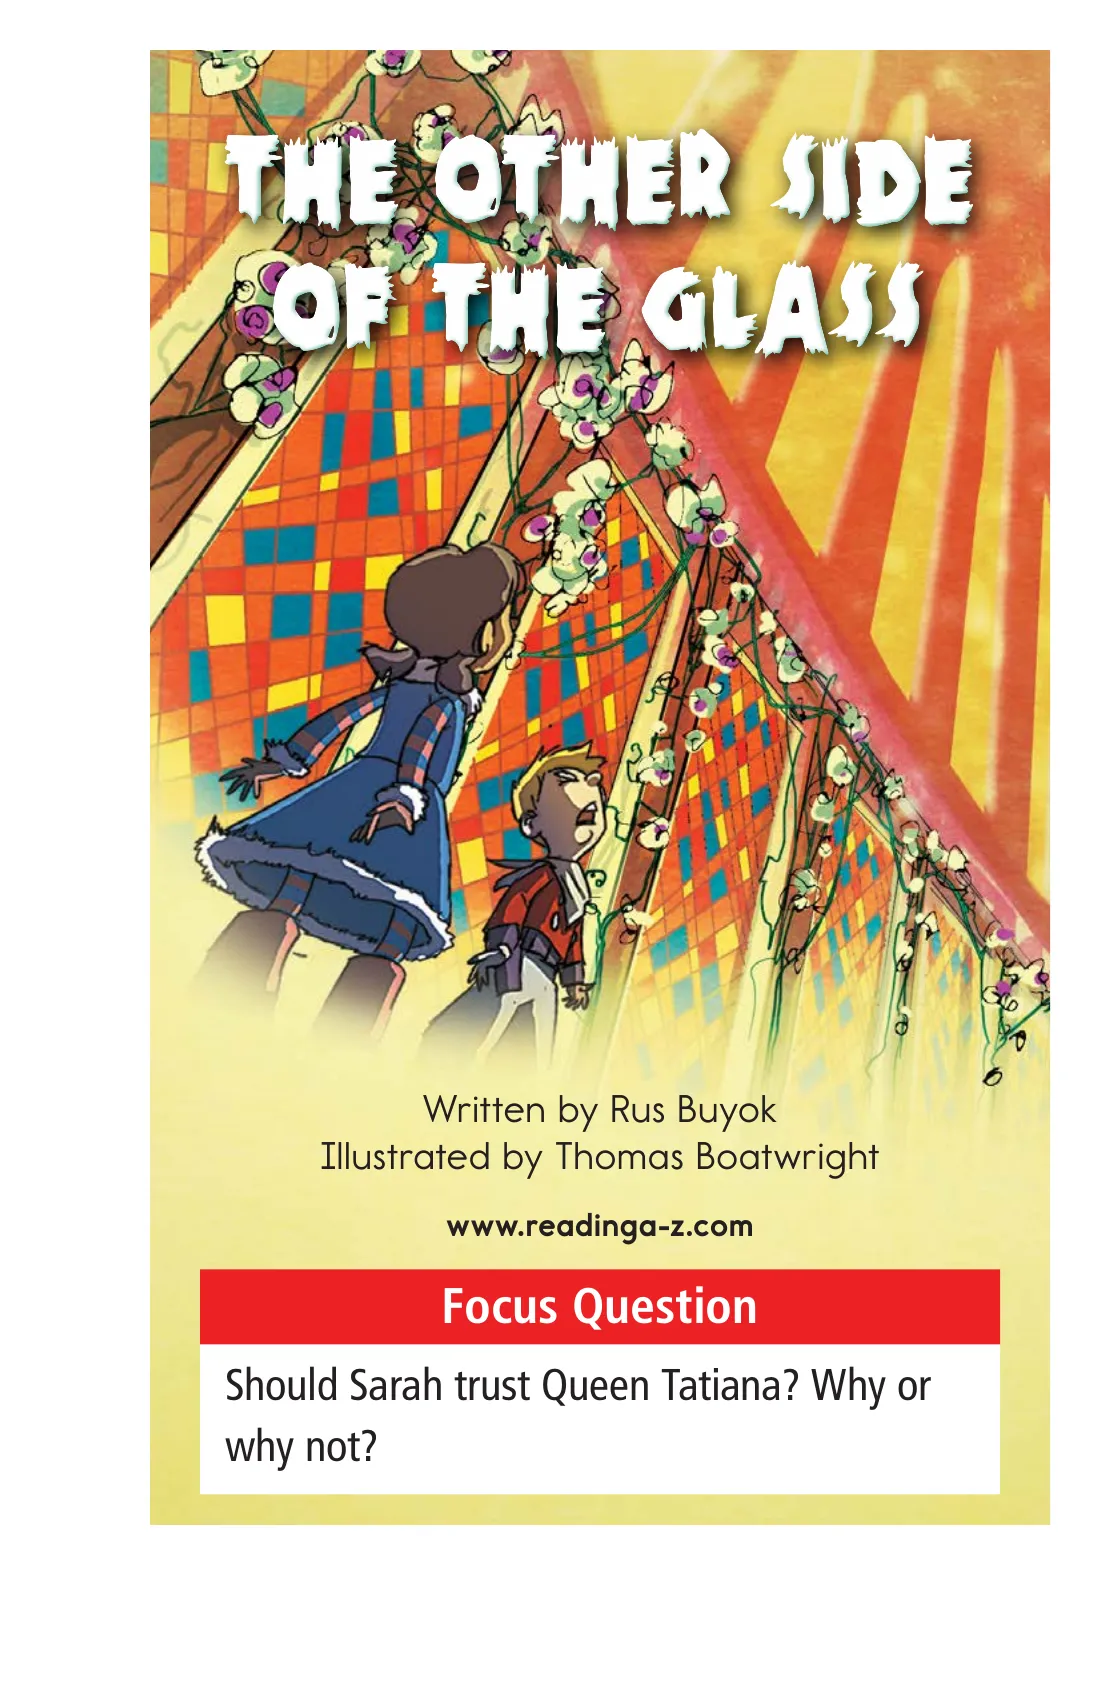 THE OTHER SIDE
OF THE GLASS
Written by Rus Buyok
Illustrated by Thomas Boatwright
www.readinga-z.com
Focus Question
Should Sarah trust Queen Tatiana? Why or
why not?